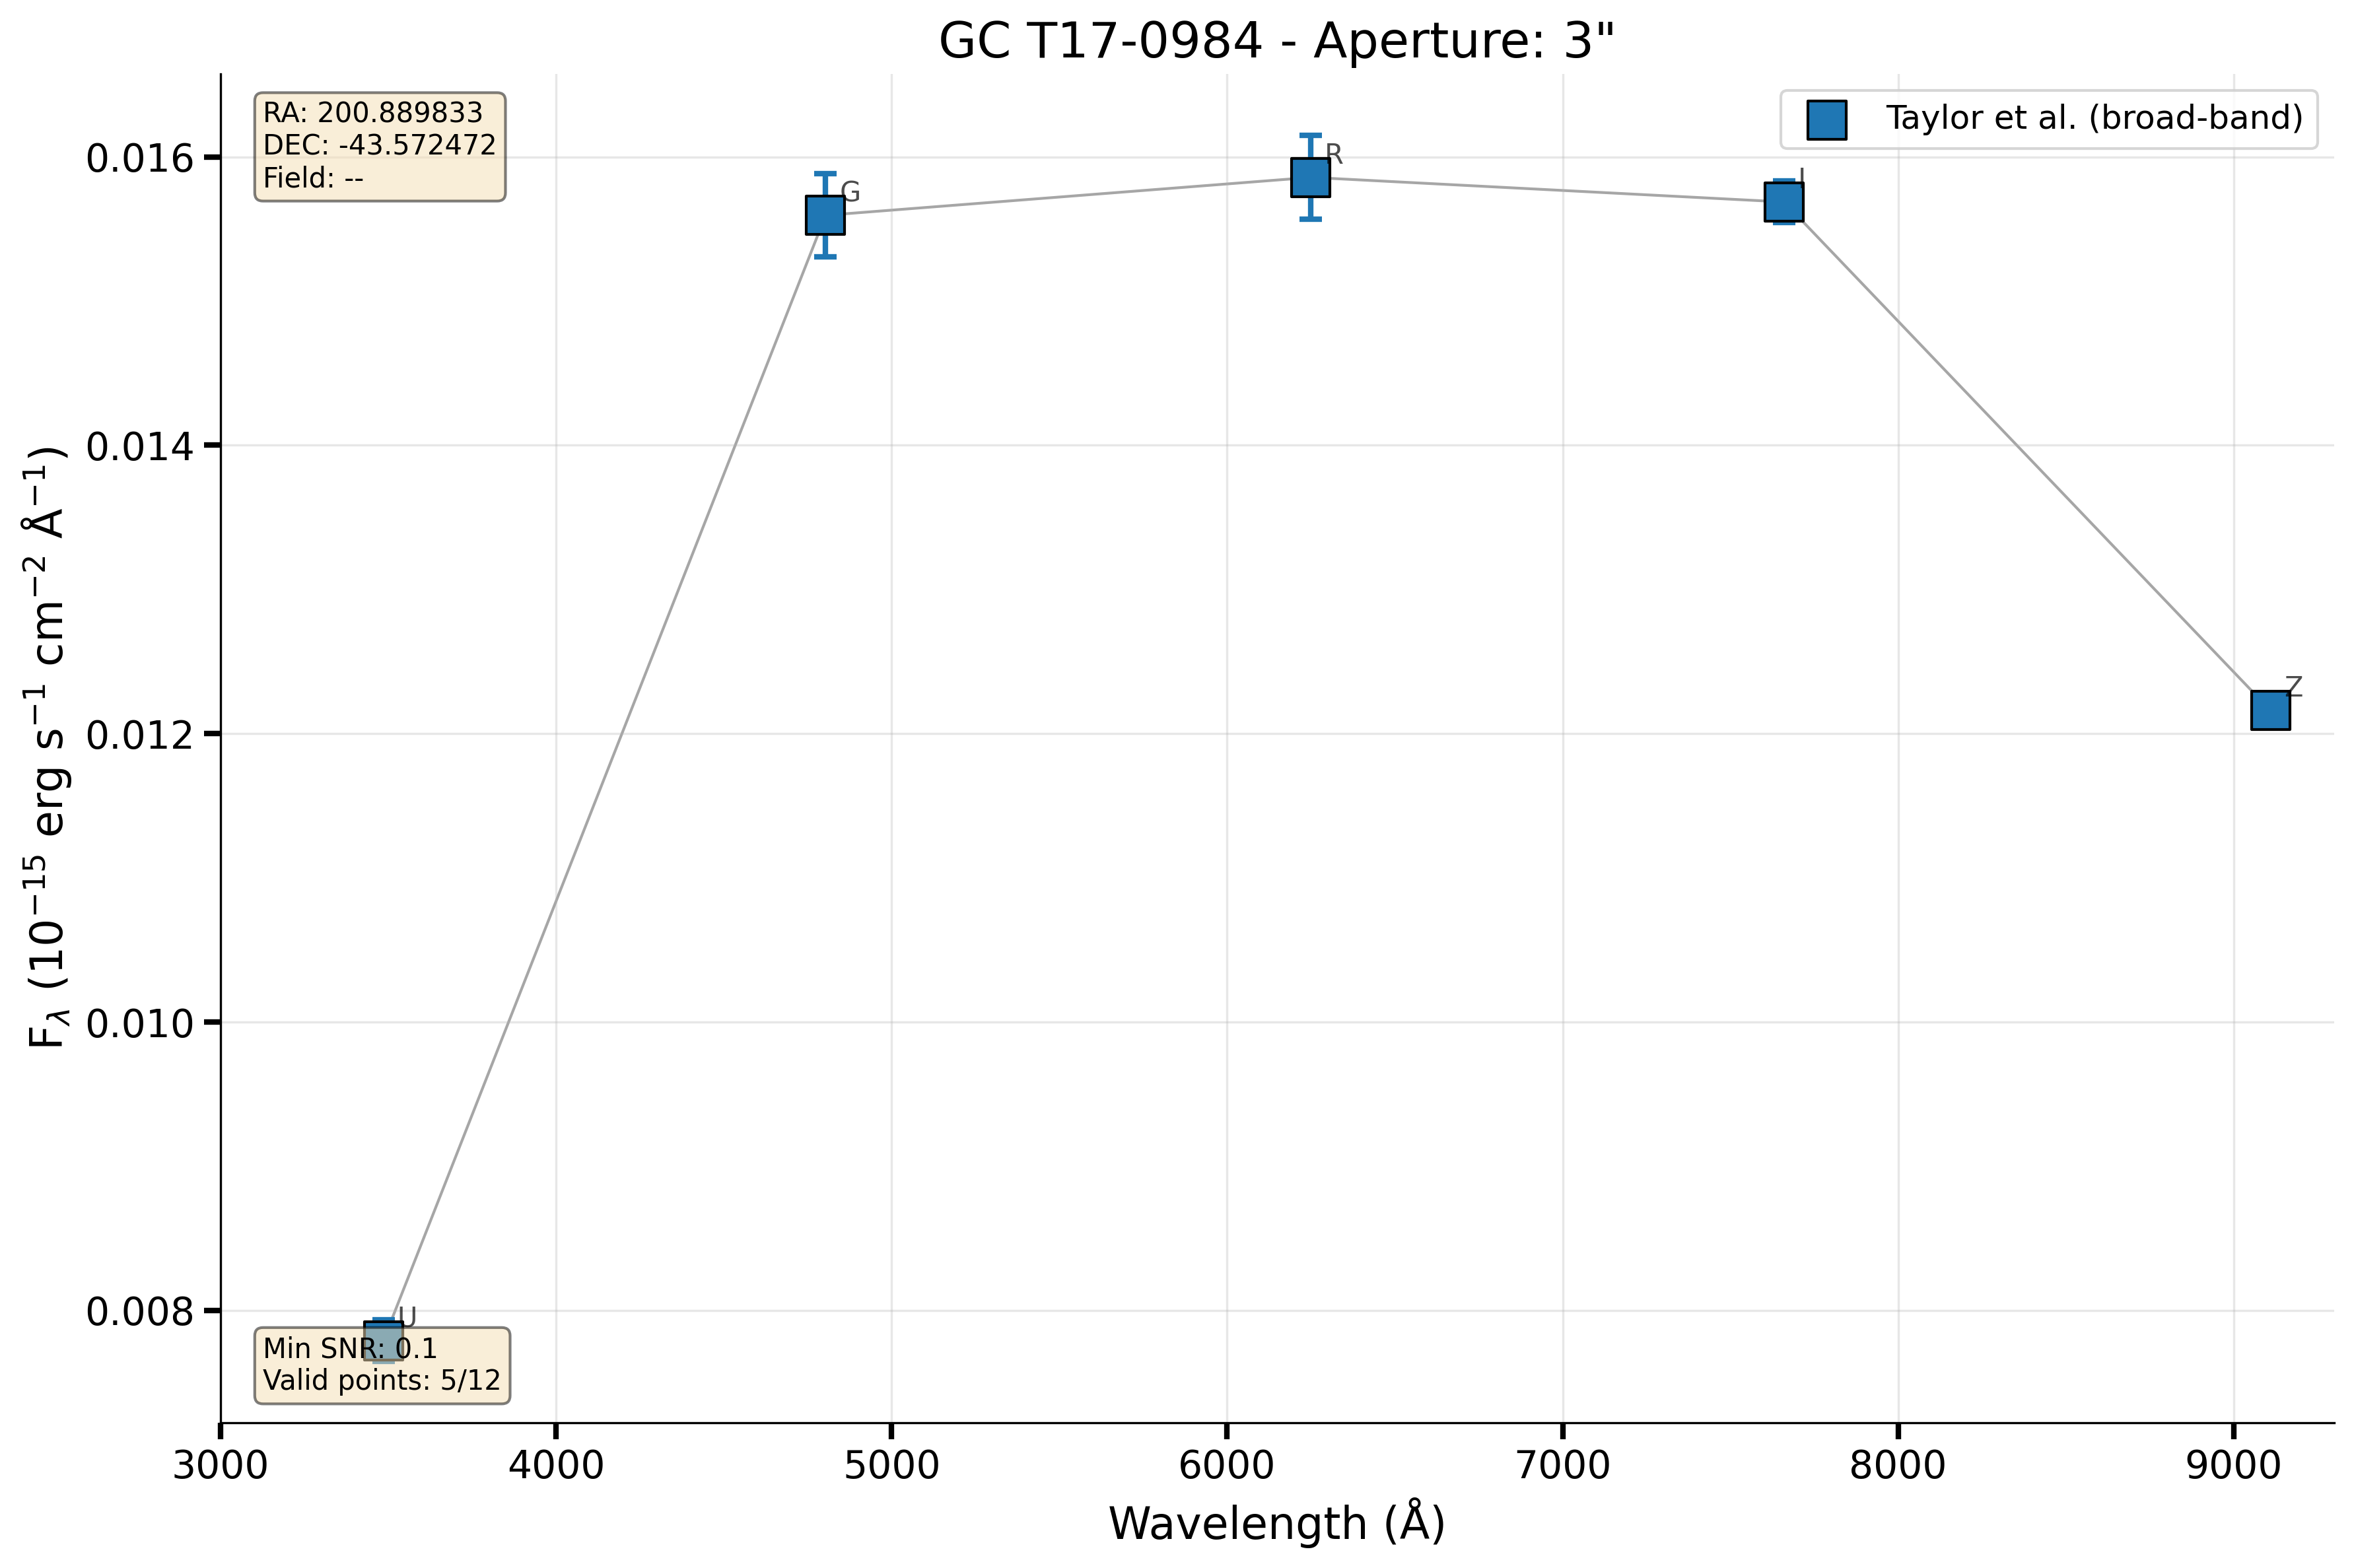 GC T17-0984 - Aperture: 3"
RA: 200.889833
DEC: -43.572472
Field: --
Taylor et al. (broad-band)
G
R
I
Z
U
Min SNR: 0.1
Valid points: 5/12
0.016
0.014
0.012
0.010
0.008
F_λ (10⁻¹⁵ erg s⁻¹ cm⁻² Å⁻¹)
3000 4000 5000 6000 7000 8000 9000
Wavelength (Å)